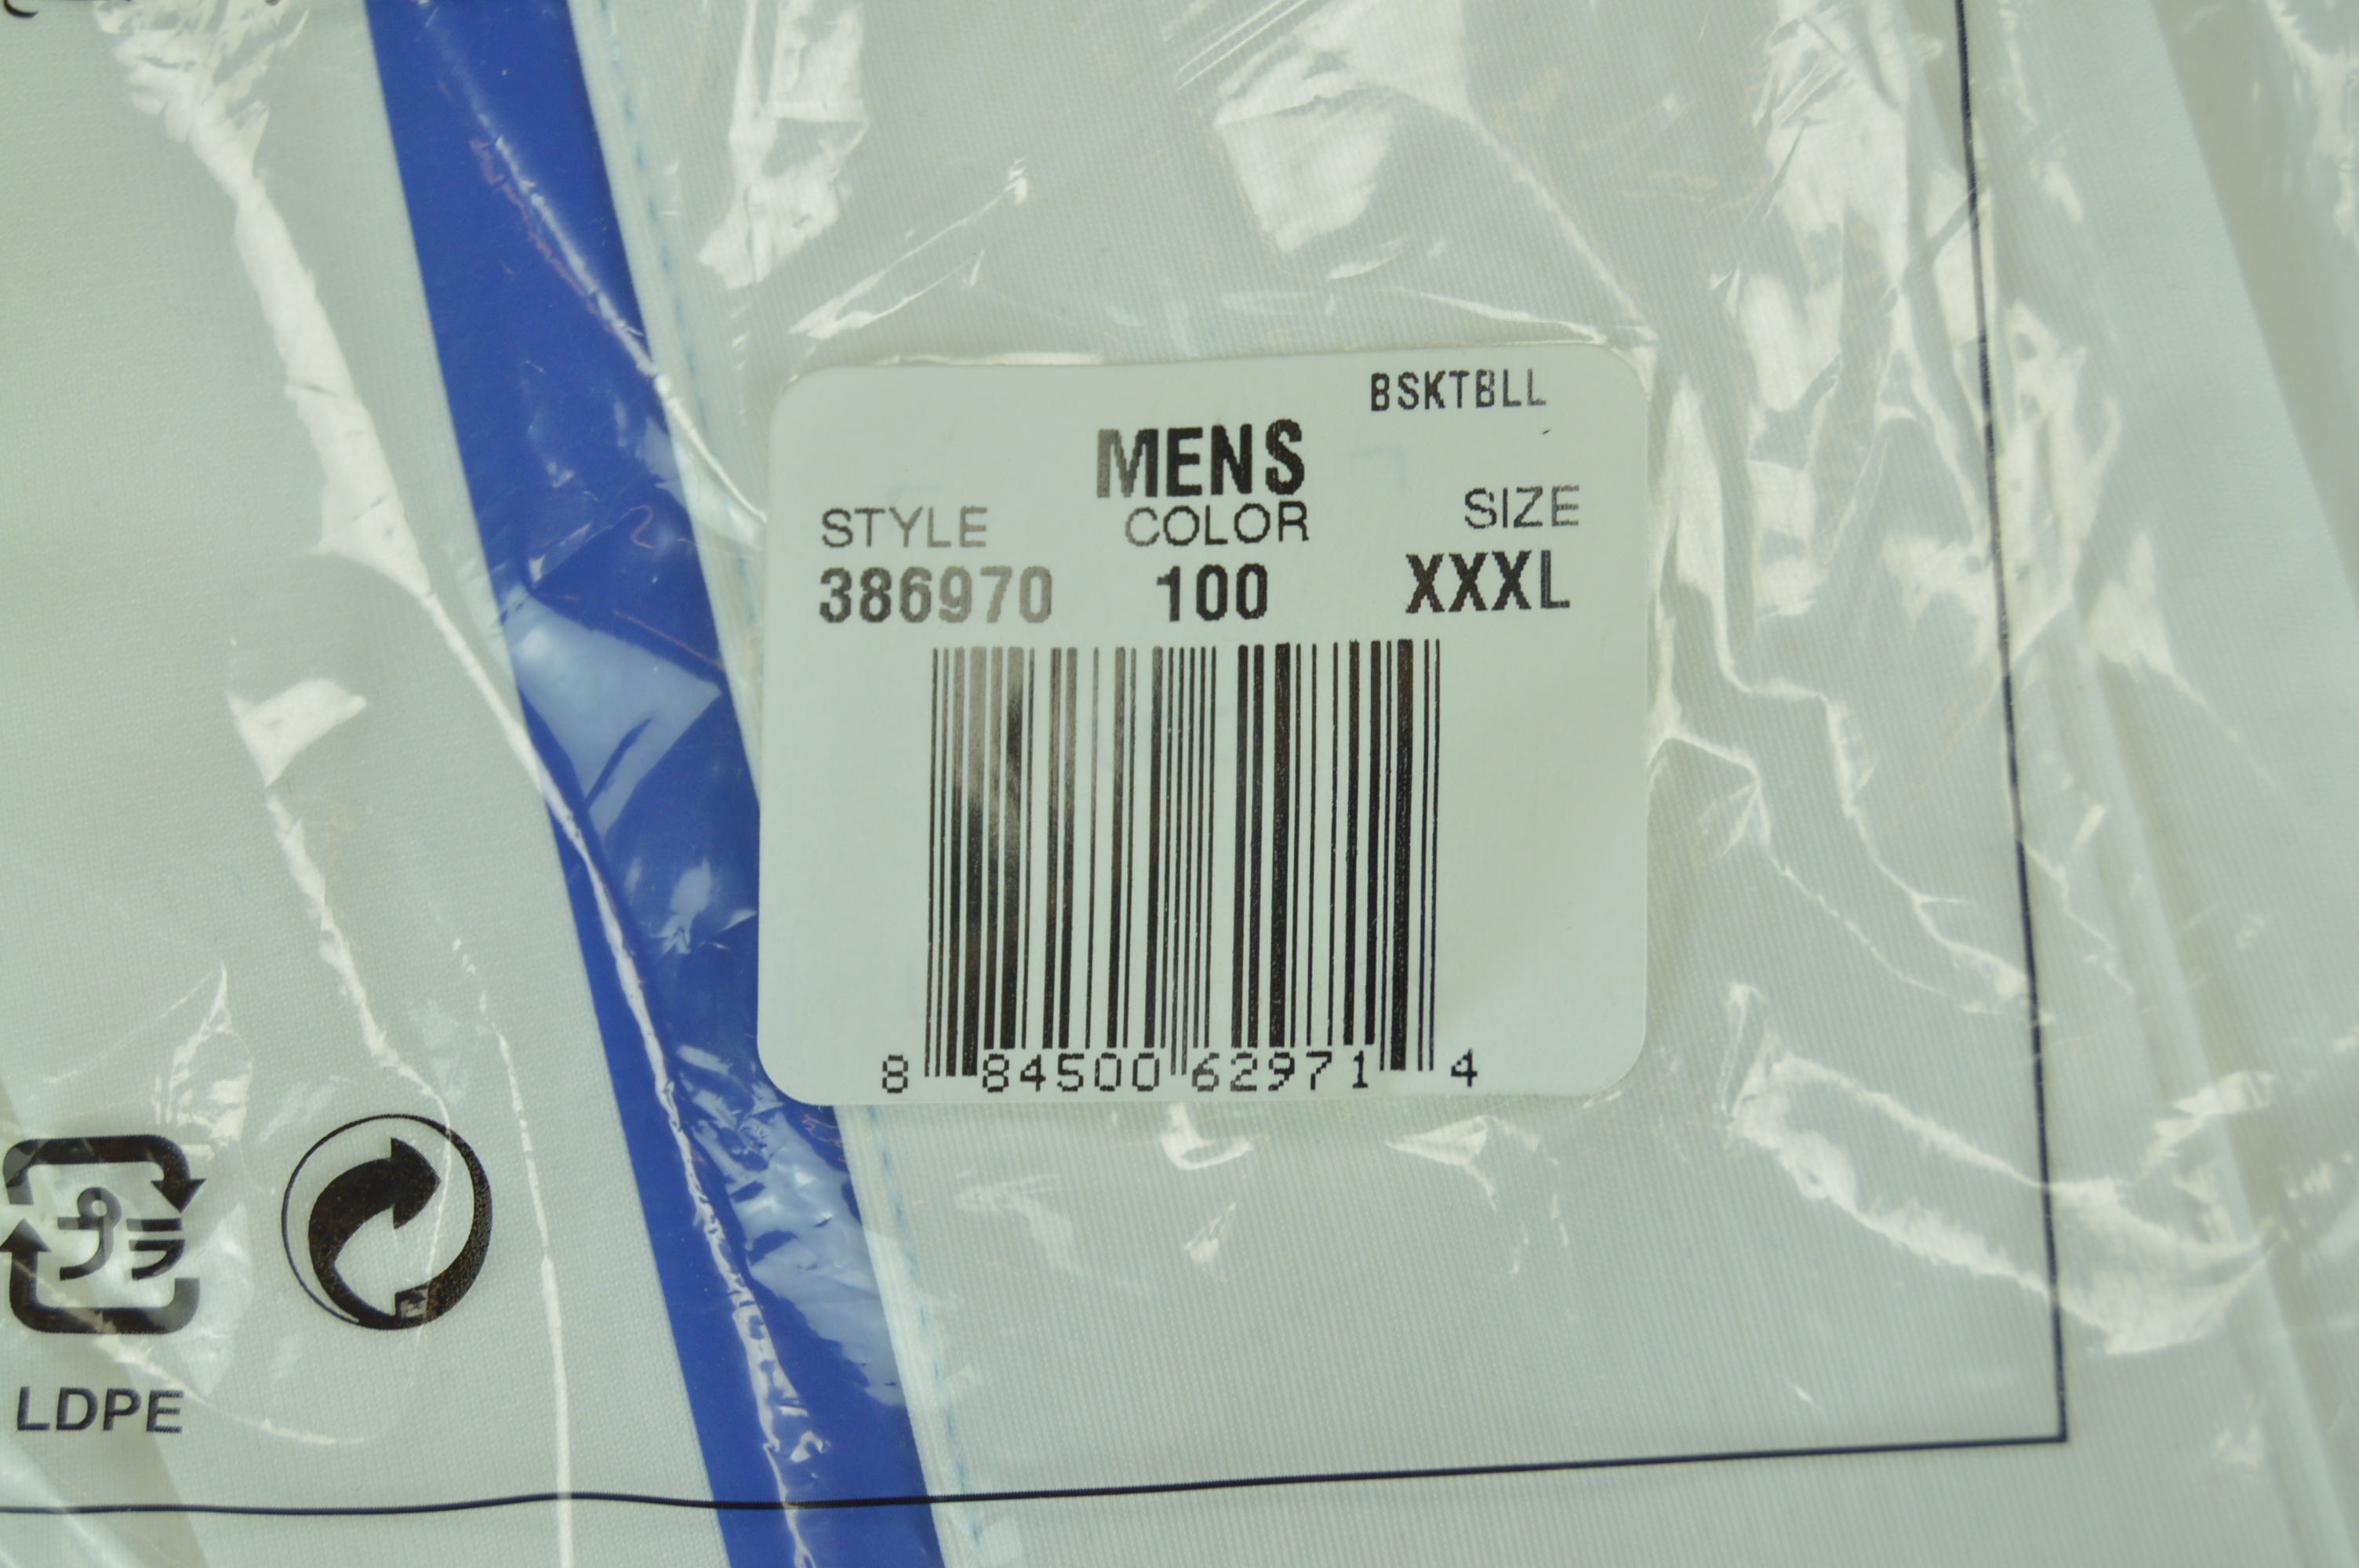 BSKTBLL
MENS
STYLE COLOR SIZE
386970 100 XXXL
8 84500 62971 4
プラ
LDPE